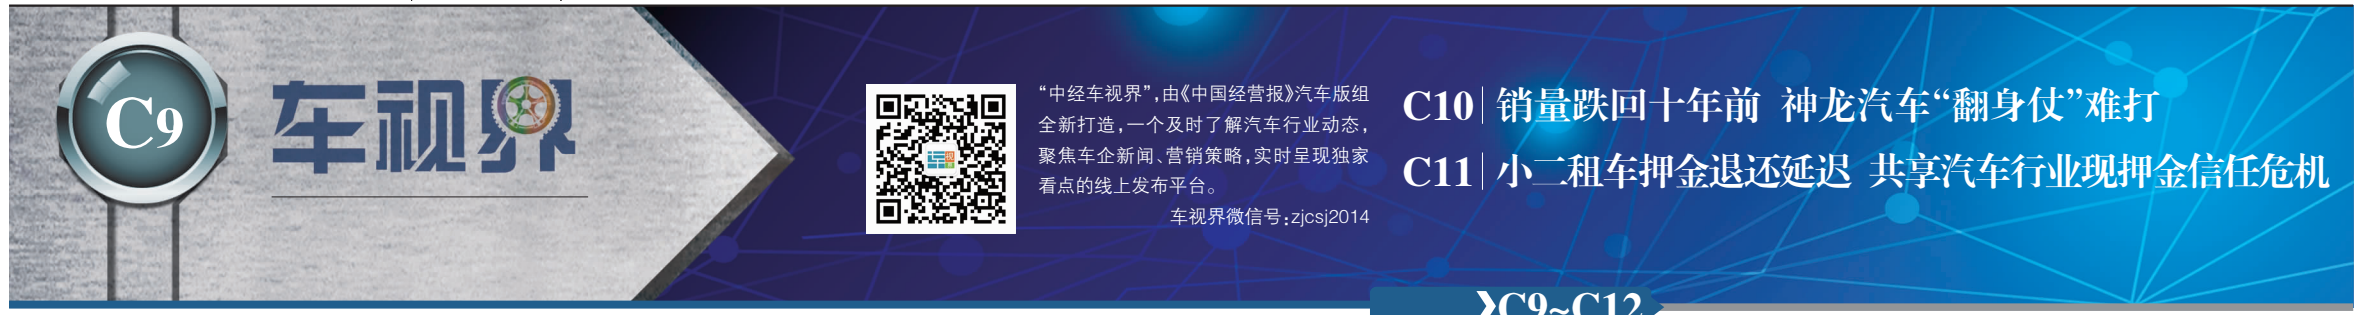 C9
车视界
“中经车视界”,由《中国经营报》汽车版组
全新打造,一个及时了解汽车行业动态,
聚焦车企新闻、营销策略,实时呈现独家
看点的线上发布平台。
车视界微信号:zjcsj2014
C10 | 销量跌回十年前 神龙汽车“翻身仗”难打
C11 | 小二租车押金退还延迟 共享汽车行业现押金信任危机
C9~C12